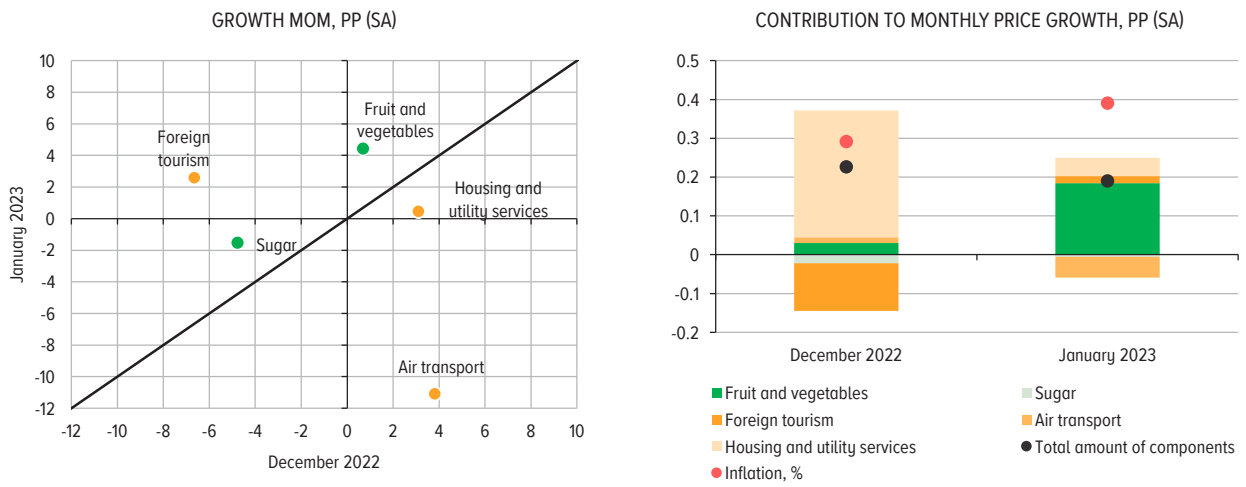 GROWTH MOM, PP (SA)
10
8
6
4
2
0
-2
-4
-6
-8
-10
-12
January 2023
Fruit and
vegetables
Foreign
tourism
Housing and
utility services
Sugar
Air transport
-12 -10 -8 -6 -4 -2 0 2 4 6 8 10
December 2022
CONTRIBUTION TO MONTHLY PRICE GROWTH, PP (SA)
0.5
0.4
0.3
0.2
0.1
0
-0.1
-0.2
December 2022 January 2023
Fruit and vegetables Sugar
Foreign tourism Air transport
Housing and utility services Total amount of components
Inflation, %